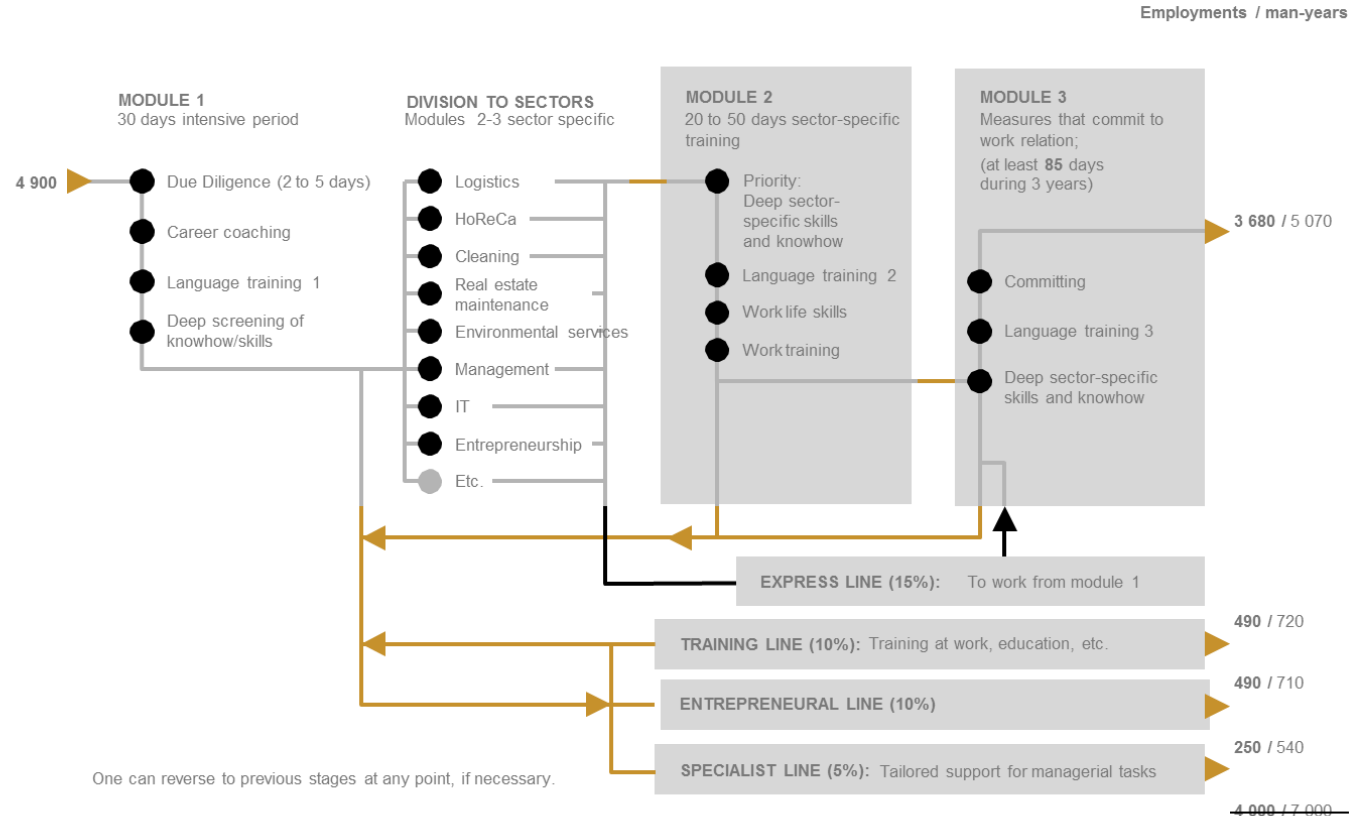 Employments / man-years
MODULE 1
30 days intensive period
4 900
Due Diligence (2 to 5 days)
Career coaching
Language training 1
Deep screening of
knowhow/skills
DIVISION TO SECTORS
Modules 2-3 sector specific
Logistics
HoReCa
Cleaning
Real estate
maintenance
Environmental services
Management
IT
Entrepreneurship
Etc.
MODULE 2
20 to 50 days sector-specific
training
Priority:
Deep sector-
specific skills
and knowhow
Language training 2
Work life skills
Work training
MODULE 3
Measures that commit to
work relation;
(at least 85 days
during 3 years)
Committing
Language training 3
Deep sector-specific
skills and knowhow
3 680 / 5 070
EXPRESS LINE (15%): To work from module 1
TRAINING LINE (10%): Training at work, education, etc.
490 / 720
ENTREPRENEURAL LINE (10%)
490 / 710
SPECIALIST LINE (5%): Tailored support for managerial tasks
250 / 540
One can reverse to previous stages at any point, if necessary.
4 000 / 7 000